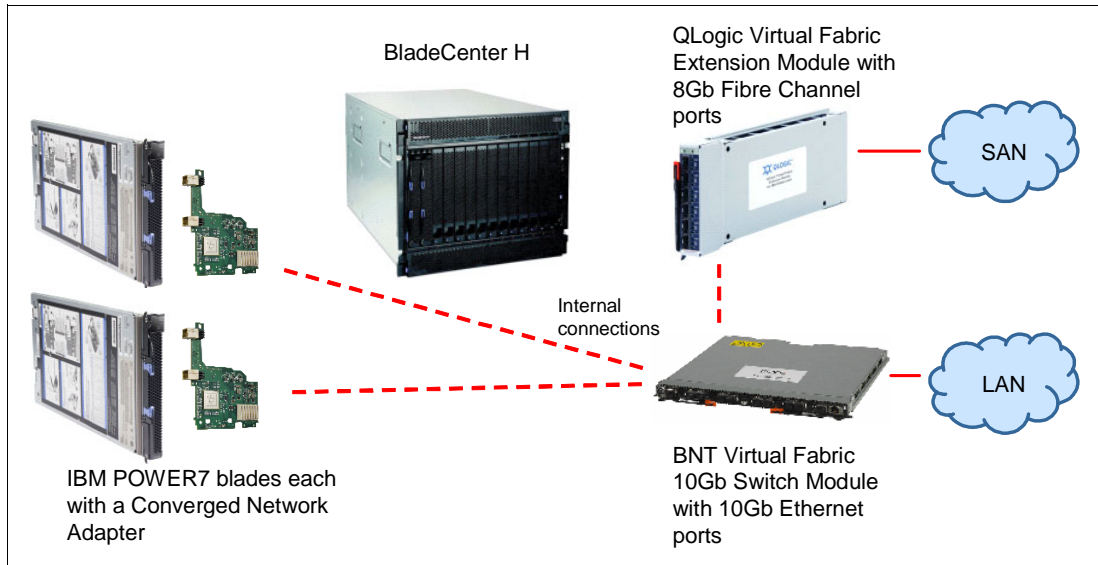 BladeCenter H
QLogic Virtual Fabric
Extension Module with
8Gb Fibre Channel
ports
QLOGIC
SAN
Internal
connections
LAN
IBM POWER7 blades each
with a Converged Network
Adapter
BNT Virtual Fabric
10Gb Switch Module
with 10Gb Ethernet
ports